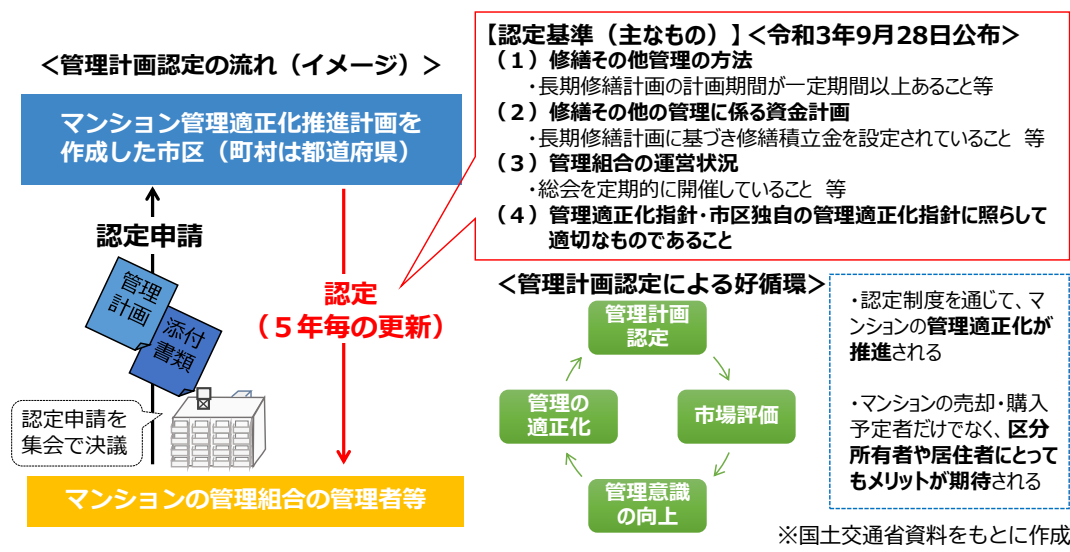 ＜管理計画認定の流れ（イメージ）＞
マンション管理適正化推進計画を
作成した市区（町村は都道府県）
認定申請
管理
計画
添付
書類
認定申請を
集会で決議
認定
（５年毎の更新）
マンションの管理組合の管理者等
【認定基準（主なもの）】＜令和3年9月28日公布＞
（１）修繕その他管理の方法
・長期修繕計画の計画期間が一定期間以上あること等
（２）修繕その他の管理に係る資金計画
・長期修繕計画に基づき修繕積立金を設定されていること 等
（３）管理組合の運営状況
・総会を定期的に開催していること 等
（４）管理適正化指針・市区独自の管理適正化指針に照らして
適切なものであること
＜管理計画認定による好循環＞
管理計画
認定
市場評価
管理意識
の向上
管理の
適正化
・認定制度を通じて、マ
ンションの管理適正化が
推進される
・マンションの売却・購入
予定者だけでなく、区分
所有者や居住者にとって
もメリットが期待される
※国土交通省資料をもとに作成